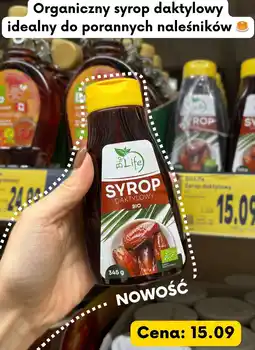 Organiczny syrop daktylowy
idealny do porannych naleśników 🥞
Bio
Life
SYROP
DAKTYLOWY
BIO
345 g
SYROP
24.99
15.09
NOWOŚĆ
Cena: 15.09